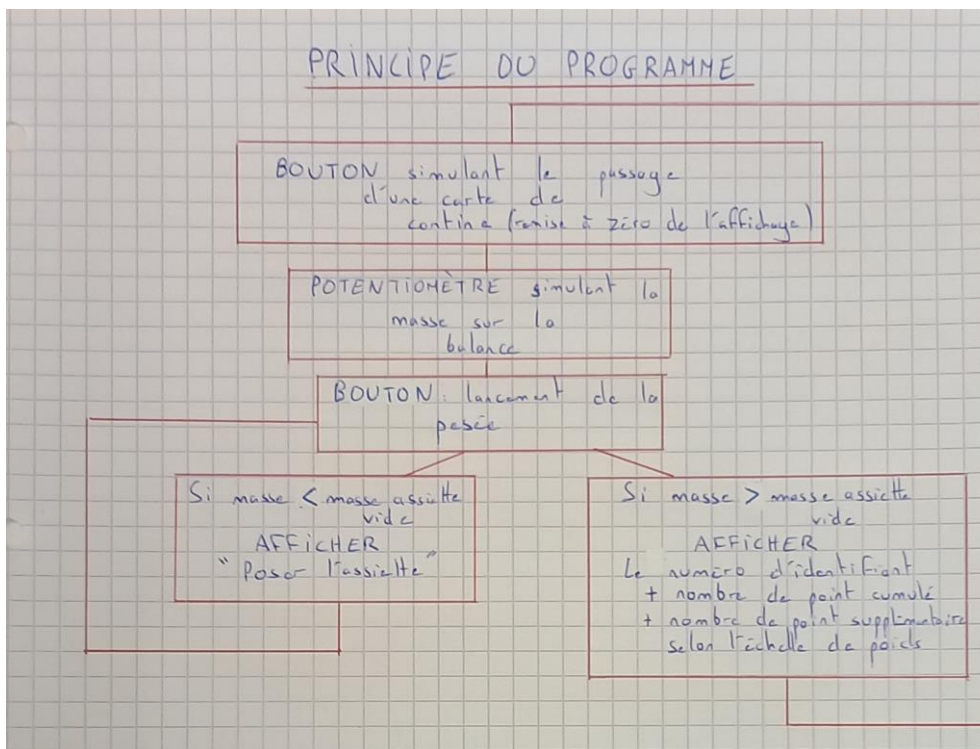 PRINCIPE DU PROGRAMME
BOUTON simulant le passage
d'une carte de
cantine (remise à zéro de l'affichage)
POTENTIOMÈTRE simulant la
masse sur la
balance
BOUTON : lancement de la
pesée
Si masse < masse assiette
vide
AFFICHER
"Poser l'assiette"
Si masse > masse assiette
vide
AFFICHER
Le numéro d'identifiant
+ nombre de point cumulé
+ nombre de point supplémentaire
selon l'échelle de poids